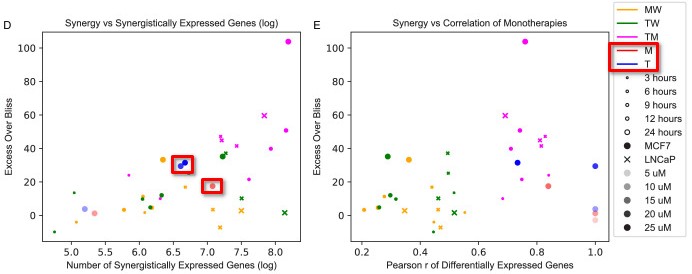 D Synergy vs Synergistically Expressed Genes (log)
Excess Over Bliss
100
80
60
40
20
0
5.0 5.5 6.0 6.5 7.0 7.5 8.0
Number of Synergistically Expressed Genes (log)
E Synergy vs Correlation of Monotherapies
Excess Over Bliss
100
80
60
40
20
0
0.2 0.4 0.6 0.8 1.0
Pearson r of Differentially Expressed Genes
MW
TW
TM
M
T
3 hours
6 hours
9 hours
12 hours
24 hours
MCF7
LNCaP
5 uM
10 uM
15 uM
20 uM
25 uM